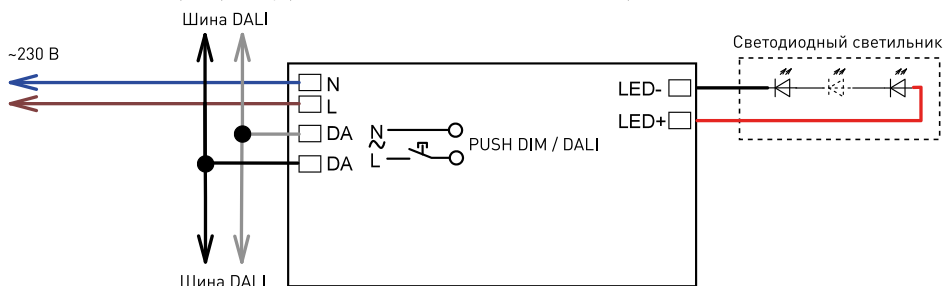 Шина DALI
~230 В
Светодиодный светильник
N
L
DA
DA
N
~
L
PUSH DIM / DALI
LED-
LED+
Шина DALI